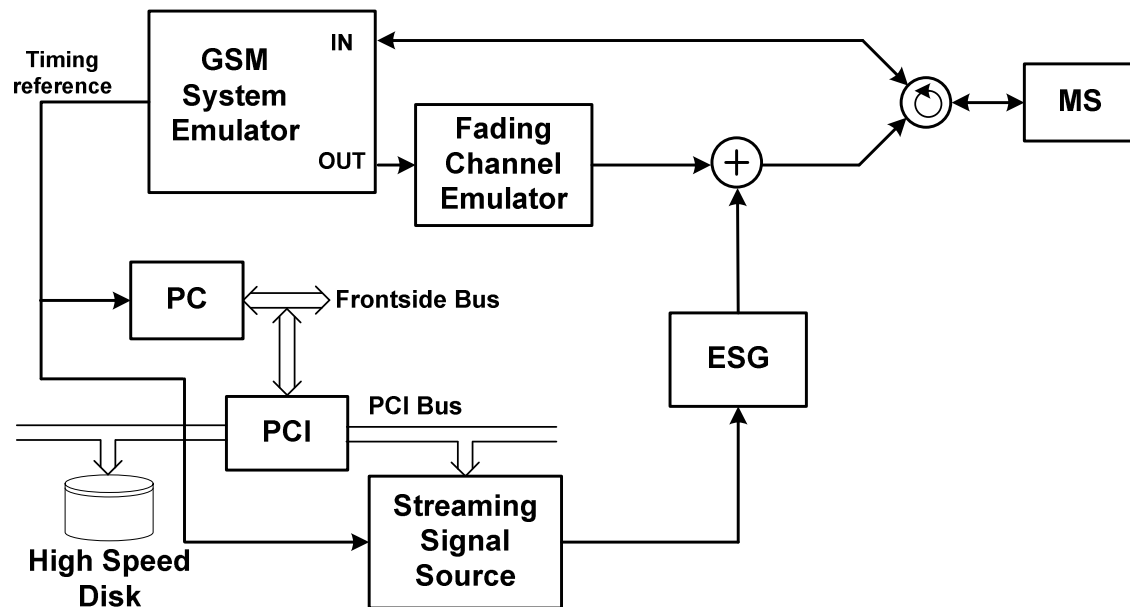 Timing
reference
GSM
System
Emulator
IN
OUT
Fading
Channel
Emulator
+
MS
PC
Frontside Bus
ESG
PCI
PCI Bus
High Speed
Disk
Streaming
Signal
Source